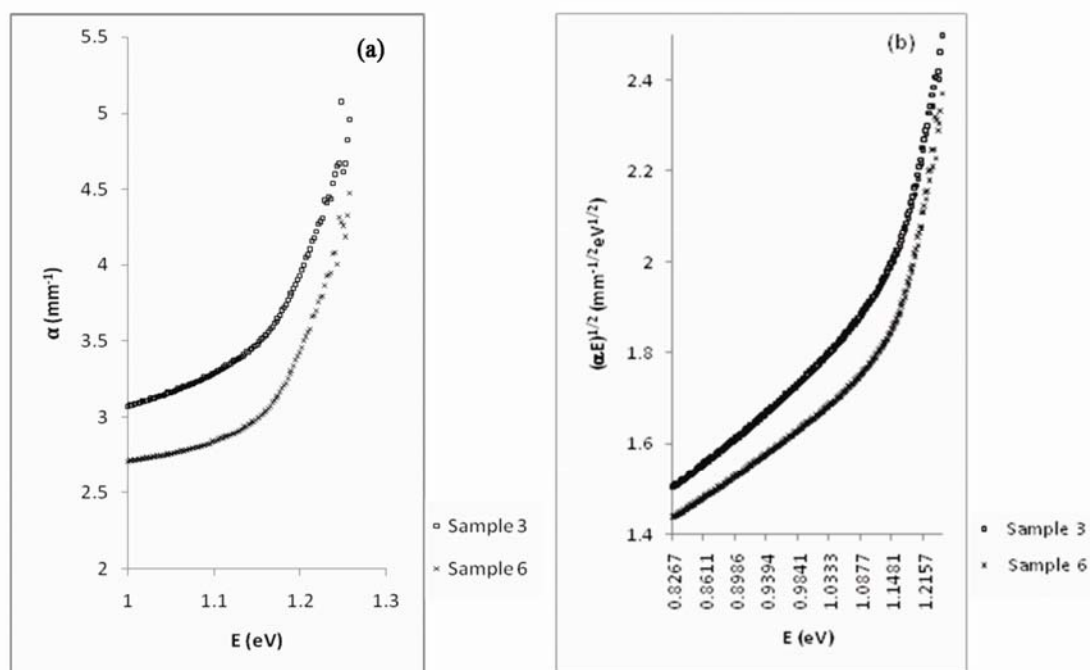 (a)
5.5
5
4.5
4
3.5
3
2.5
2
α (mm⁻¹)
1 1.1 1.2 1.3
E (eV)
Sample 3
Sample 6
(b)
2.4
2.2
2
1.8
1.6
1.4
(αE)¹/² (mm⁻¹/²eV¹/²)
0.8267
0.8611
0.8986
0.9394
0.9841
1.0333
1.0877
1.1481
1.2157
E (eV)
Sample 3
Sample 6